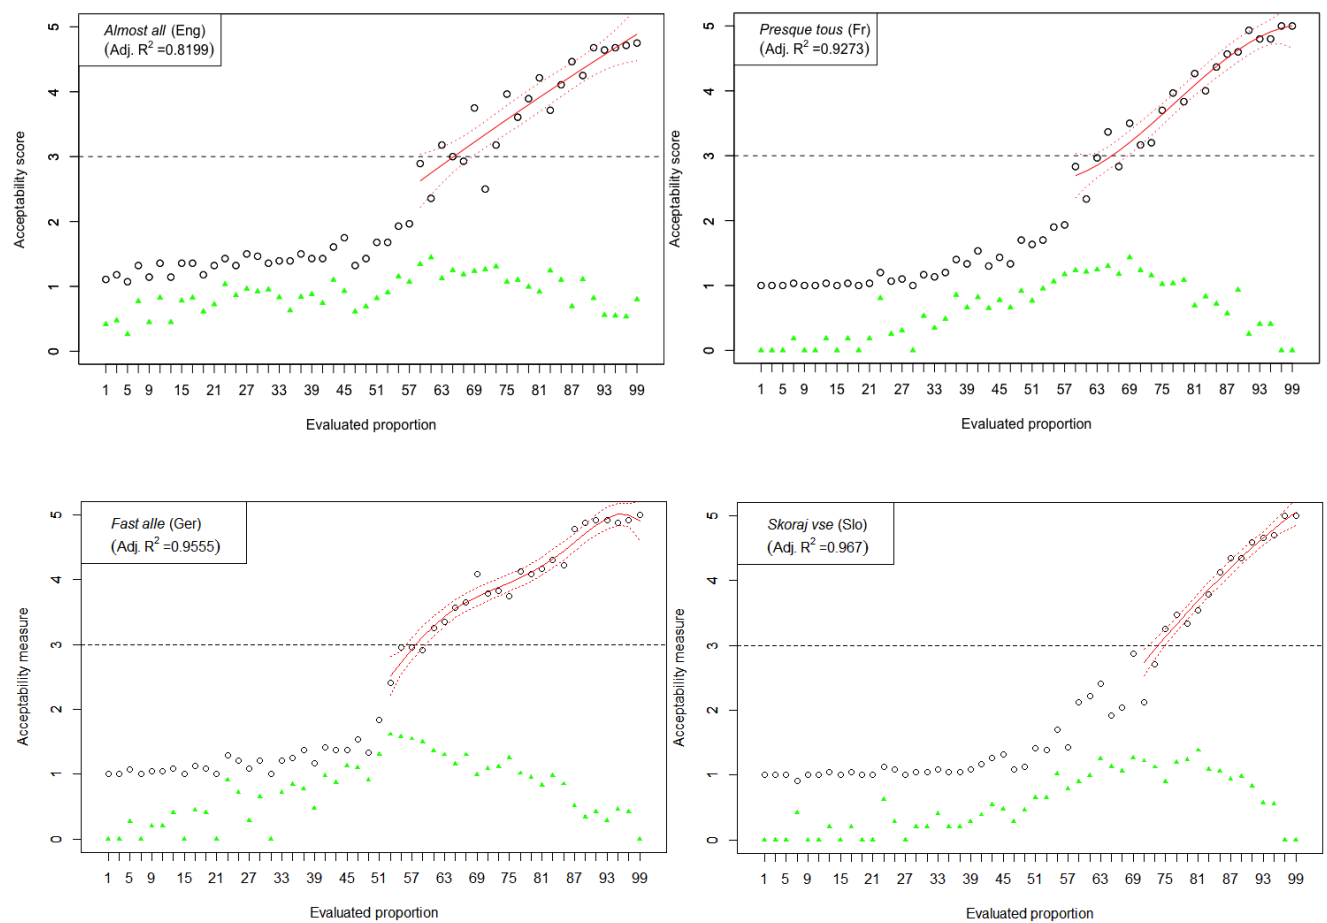 Almost all (Eng)
(Adj. R² =0.8199)
Acceptability score
5
4
3
2
1
0
1 5 9 15 21 27 33 39 45 51 57 63 69 75 81 87 93 99
Evaluated proportion
Presque tous (Fr)
(Adj. R² =0.9273)
Acceptability score
5
4
3
2
1
0
1 5 9 15 21 27 33 39 45 51 57 63 69 75 81 87 93 99
Evaluated proportion
Fast alle (Ger)
(Adj. R² =0.9555)
Acceptability measure
5
4
3
2
1
0
1 5 9 15 21 27 33 39 45 51 57 63 69 75 81 87 93 99
Evaluated proportion
Skoraj vse (Slo)
(Adj. R² =0.967)
Acceptability measure
5
4
3
2
1
0
1 5 9 15 21 27 33 39 45 51 57 63 69 75 81 87 93 99
Evaluated proportion